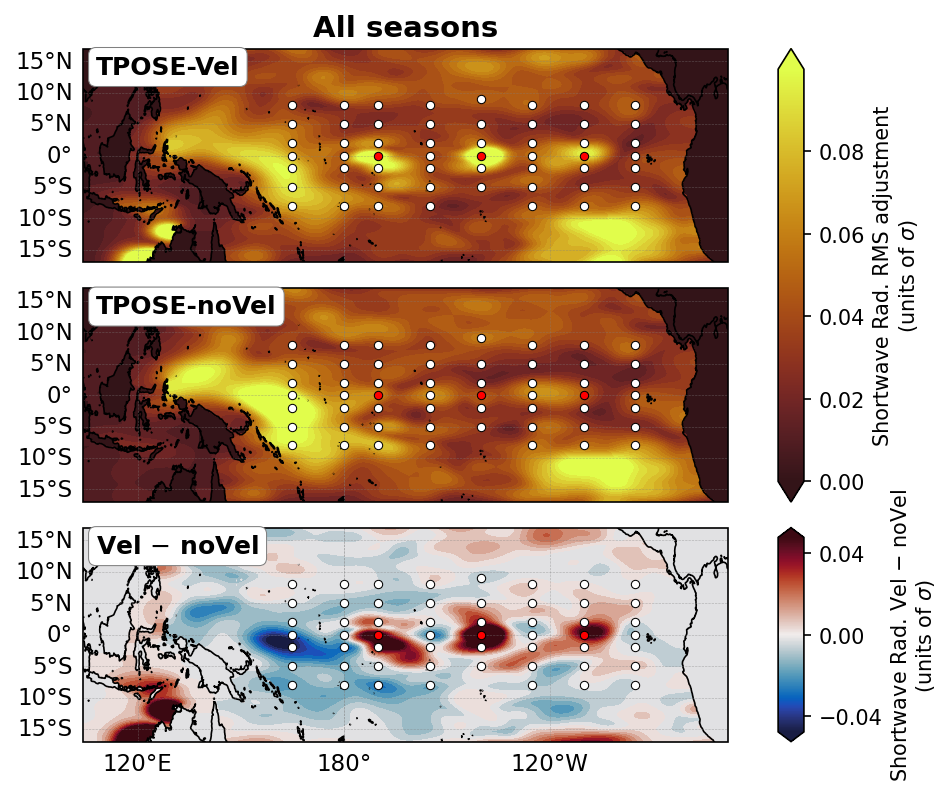 All seasons
TPOSE-Vel
15°N
10°N
5°N
0°
5°S
10°S
15°S
TPOSE-noVel
15°N
10°N
5°N
0°
5°S
10°S
15°S
Vel − noVel
15°N
10°N
5°N
0°
5°S
10°S
15°S
120°E
180°
120°W
0.08
0.06
0.04
0.02
0.00
Shortwave Rad. RMS adjustment
(units of σ)
0.04
0.00
−0.04
Shortwave Rad. Vel − noVel
(units of σ)